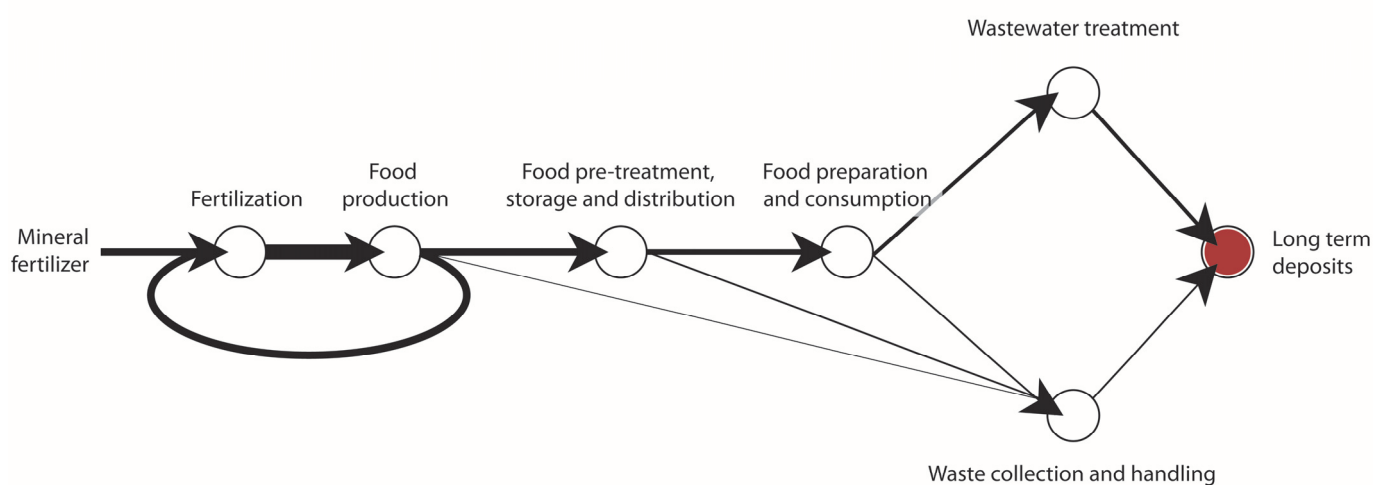 Wastewater treatment
Food
production
Food pre-treatment,
storage and distribution
Food preparation
and consumption
Fertilization
Mineral
fertilizer
Long term
deposits
Waste collection and handling